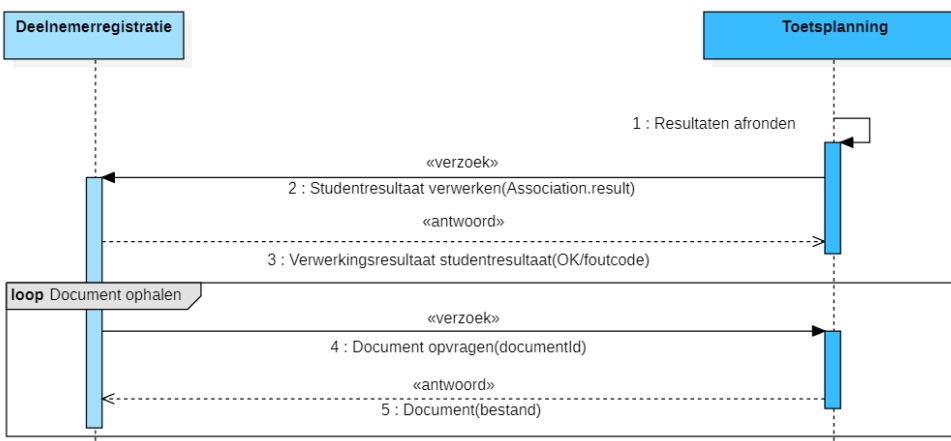 Deelnemerregistratie
Toetsplanning
1 : Resultaten afronden
«verzoek»
2 : Studentresultaat verwerken(Association.result)
«antwoord»
3 : Verwerkingsresultaat studentresultaat(OK/foutcode)
loop Document ophalen
«verzoek»
4 : Document opvragen(documentId)
«antwoord»
5 : Document(bestand)